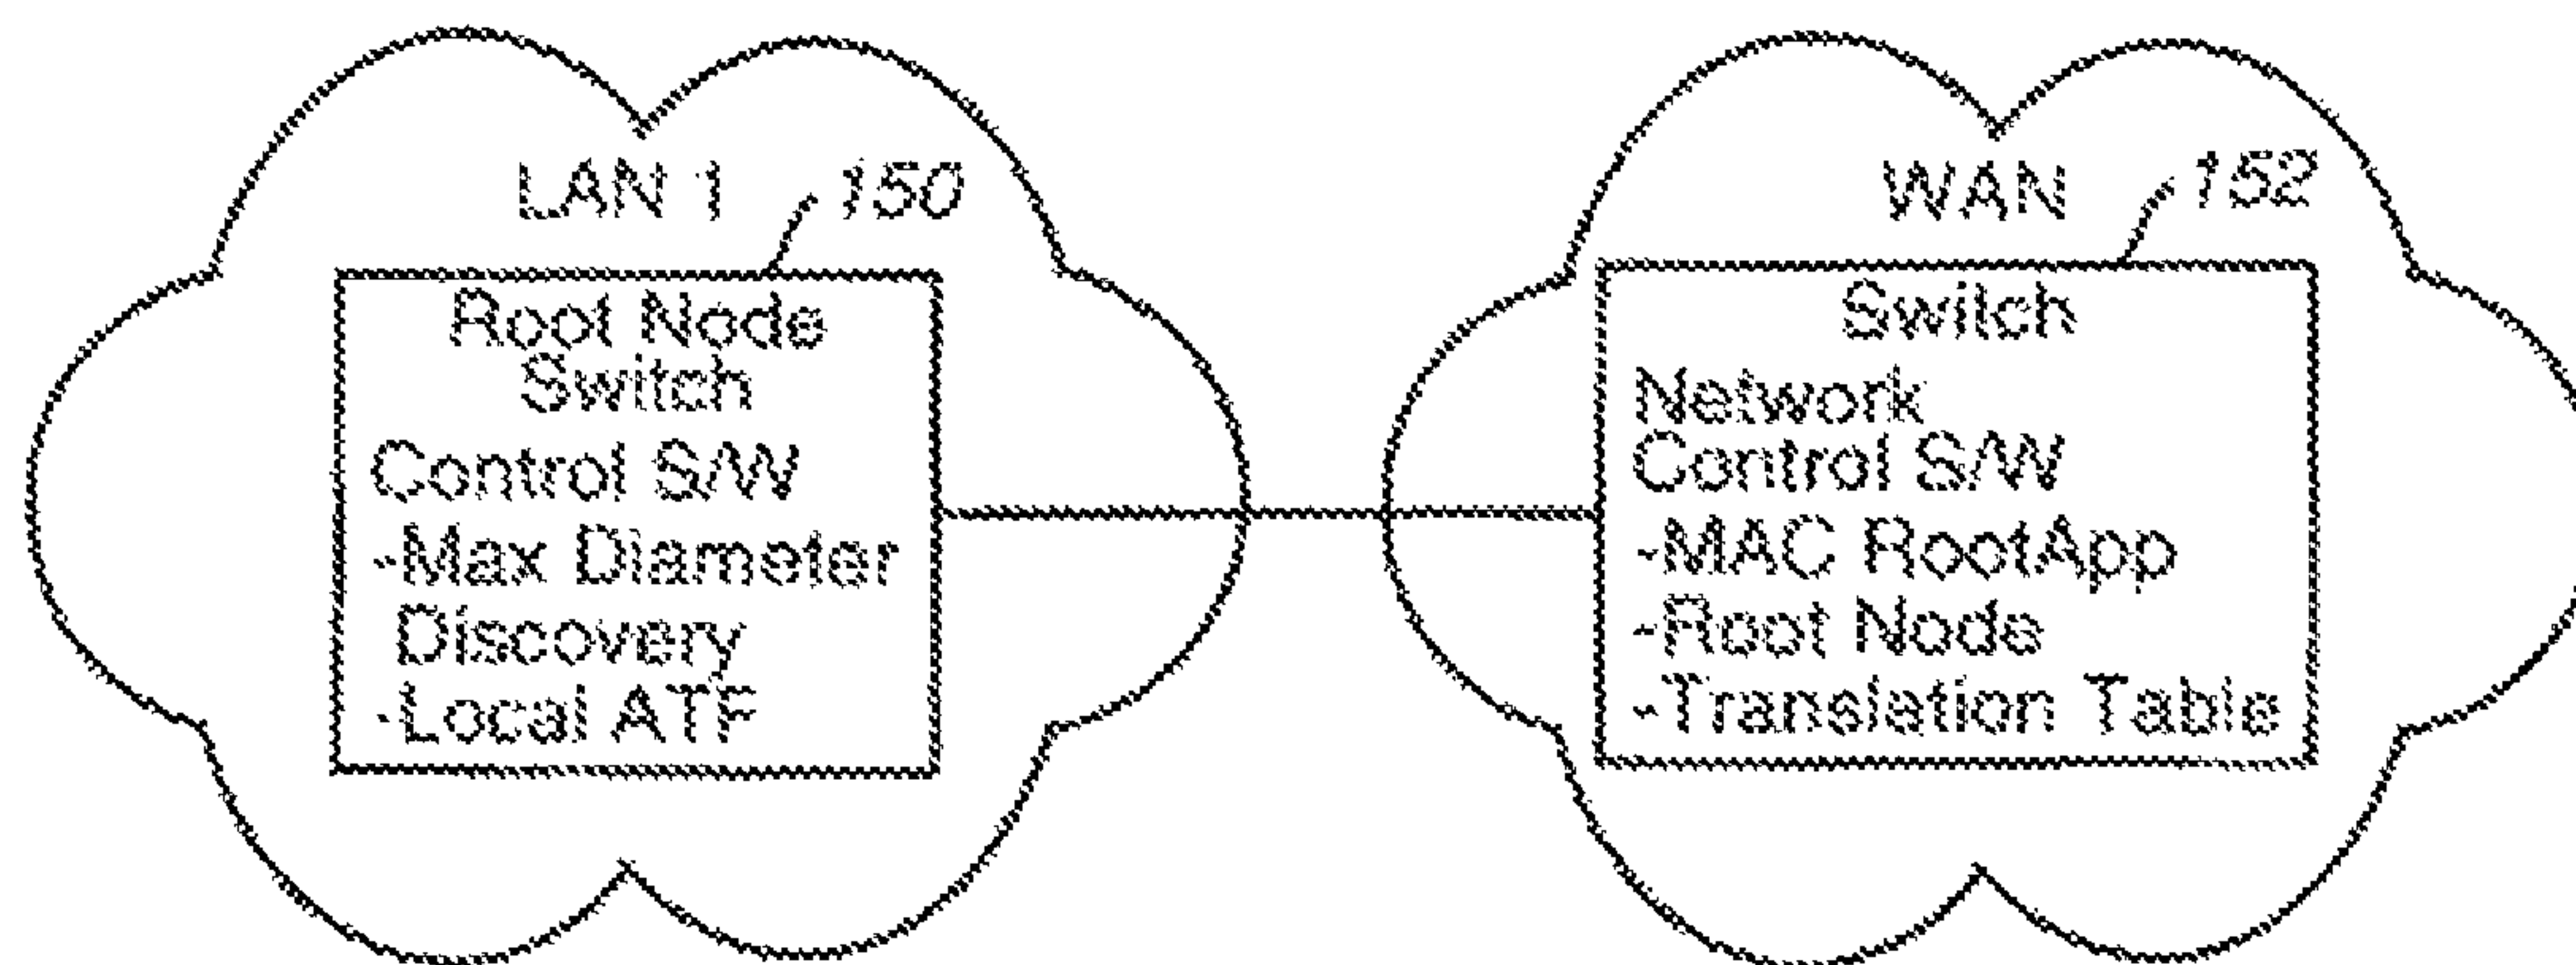 LAN 1
150
Root Node
Switch
Control S/W
-Max Diameter
Discovery
-Local ATF
WAN
152
Switch
Network
Control S/W
-MAC RootApp
-Root Node
-Translation Table